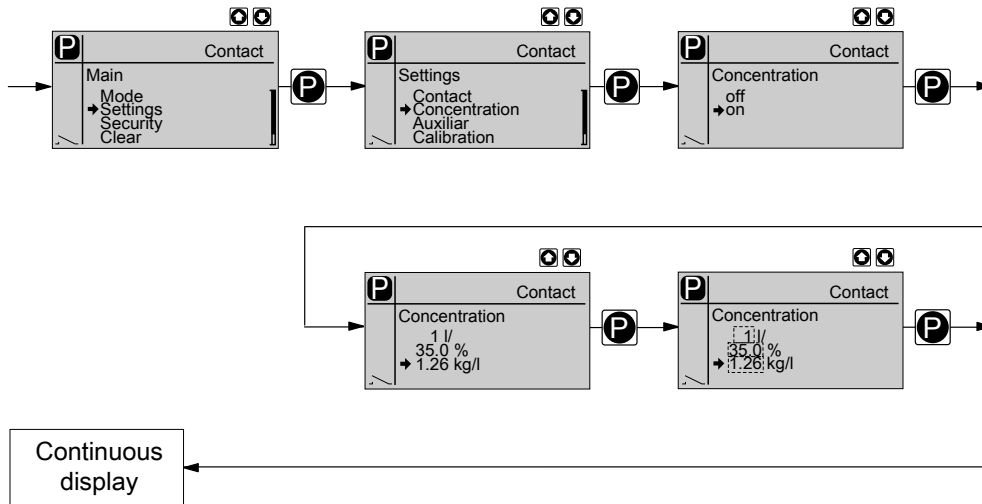 P
Contact
Main
Mode
Settings
Security
Clear
P
P
Contact
Settings
Contact
Concentration
Auxiliar
Calibration
P
P
Contact
Concentration
off
on
P
P
Contact
Concentration
1 l/
35.0 %
1.26 kg/l
P
P
Contact
Concentration
1 l/
35.0 %
1.26 kg/l
P
Continuous
display